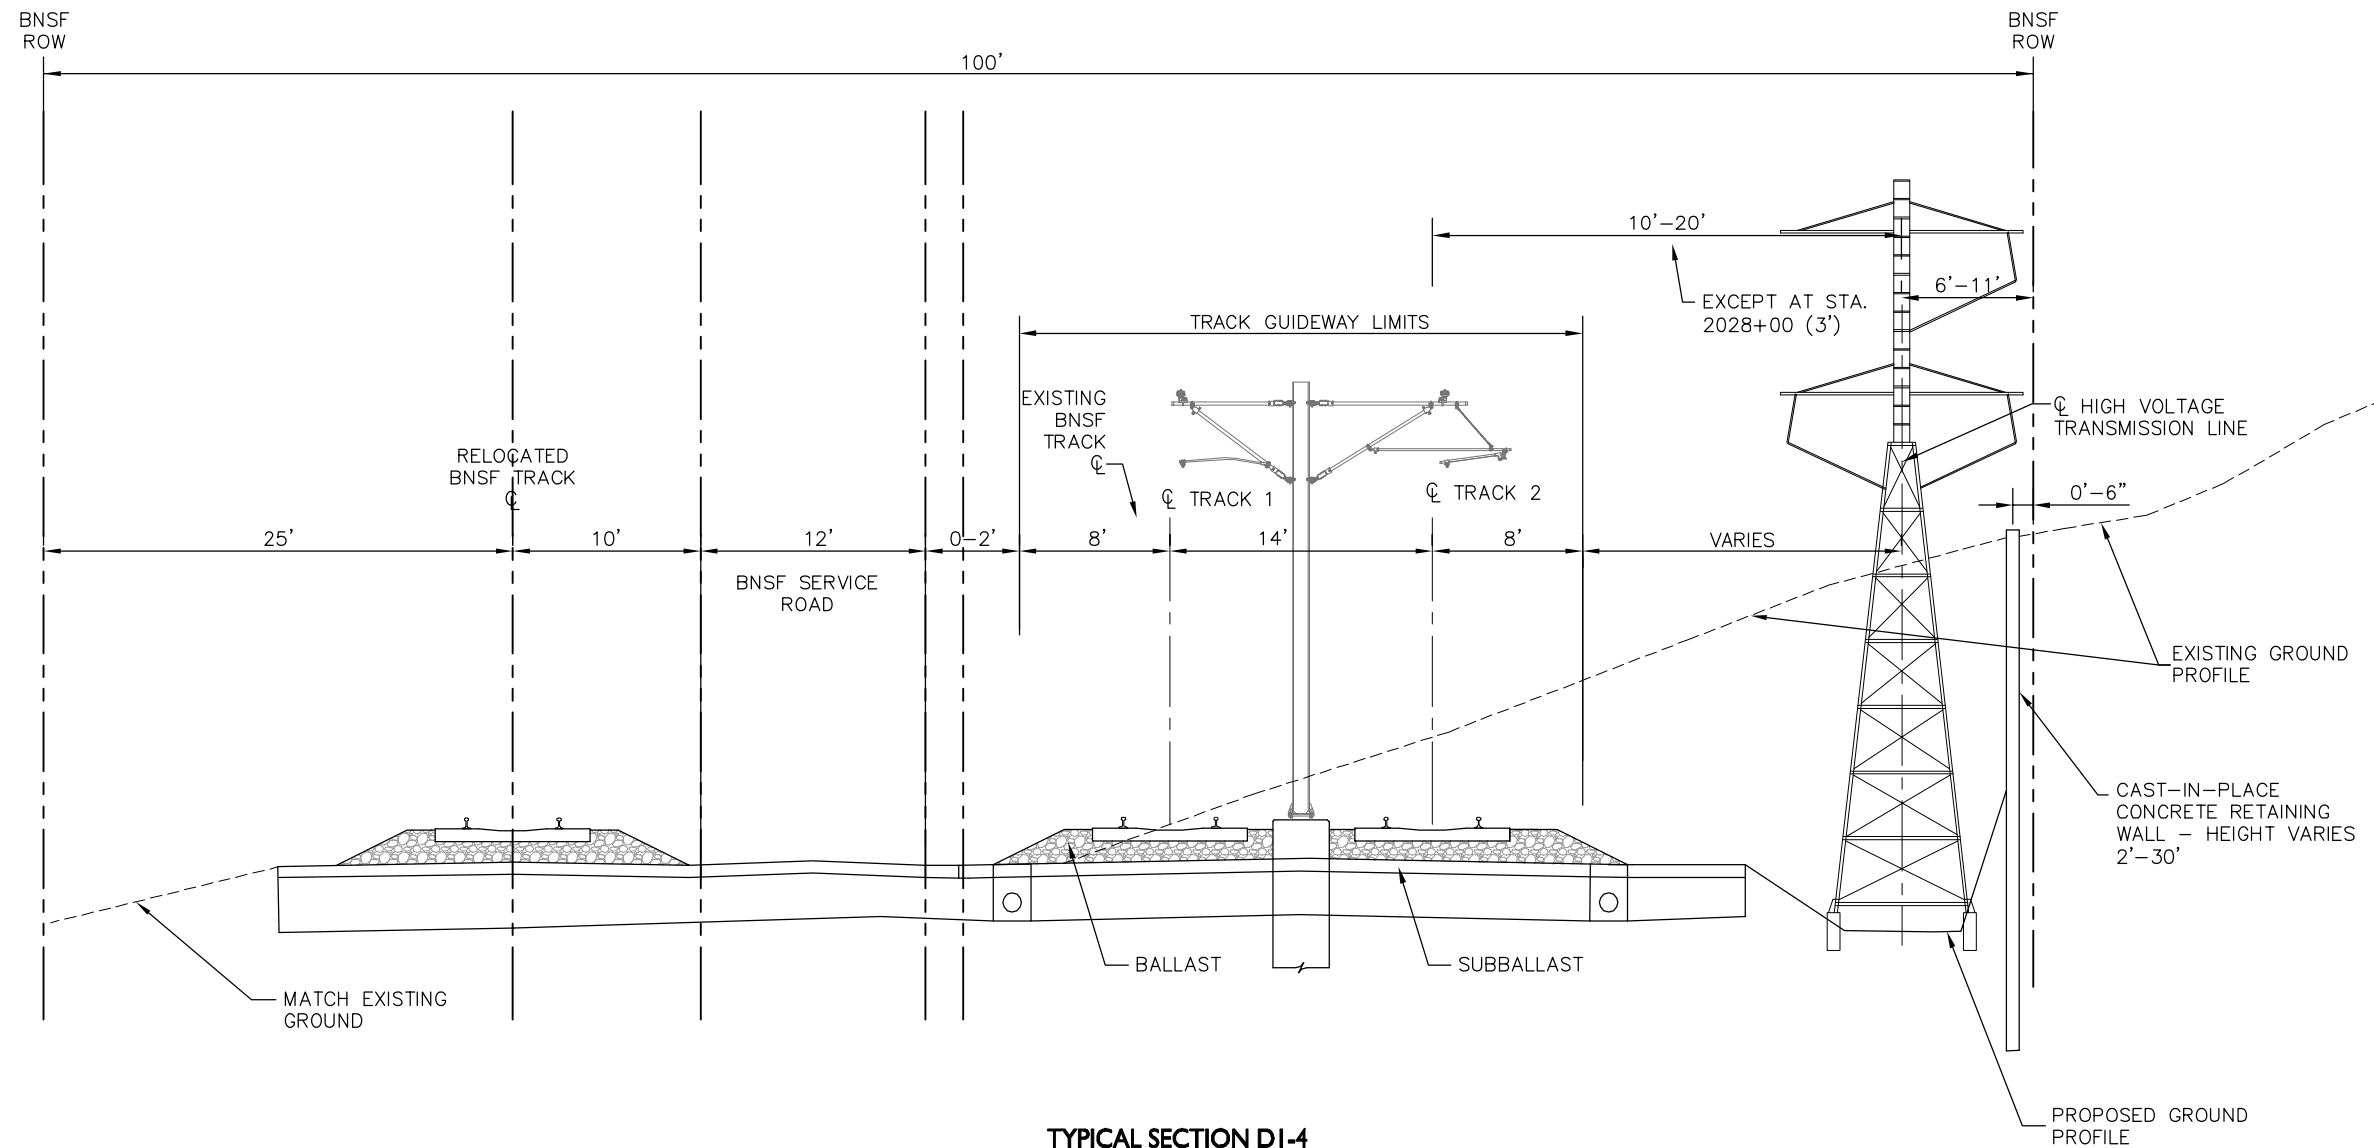 BNSF
ROW
BNSF
ROW
100'
10'-20'
6'-11'
EXCEPT AT STA.
2028+00 (3')
TRACK GUIDEWAY LIMITS
EXISTING
BNSF
TRACK
℄
℄ HIGH VOLTAGE
TRANSMISSION LINE
RELOCATED
BNSF TRACK
℄
℄ TRACK 1
℄ TRACK 2
0'-6"
25'
10'
12'
0-2'
8'
14'
8'
VARIES
BNSF SERVICE
ROAD
EXISTING GROUND
PROFILE
CAST-IN-PLACE
CONCRETE RETAINING
WALL - HEIGHT VARIES
2'-30'
BALLAST
SUBBALLAST
MATCH EXISTING
GROUND
PROPOSED GROUND
PROFILE
TYPICAL SECTION D1-4